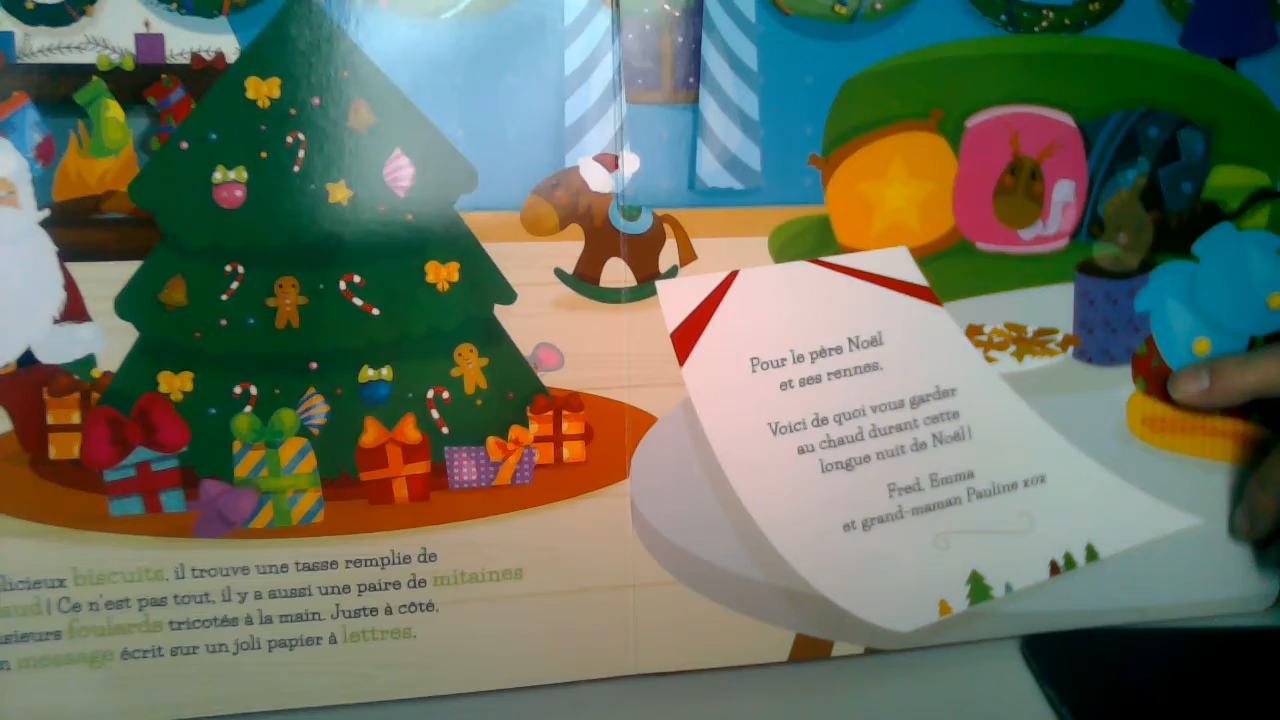 biscuits, il trouve une tasse remplie de
! Ce n'est pas tout, il y a aussi une paire de mitaines
foulards tricotés à la main. Juste à côté,
message écrit sur un joli papier à lettres.
Pour le père Noël
et ses rennes,
Voici de quoi vous garder
au chaud durant cette
longue nuit de Noël!
Fred, Emma
et grand-maman Pauline xox